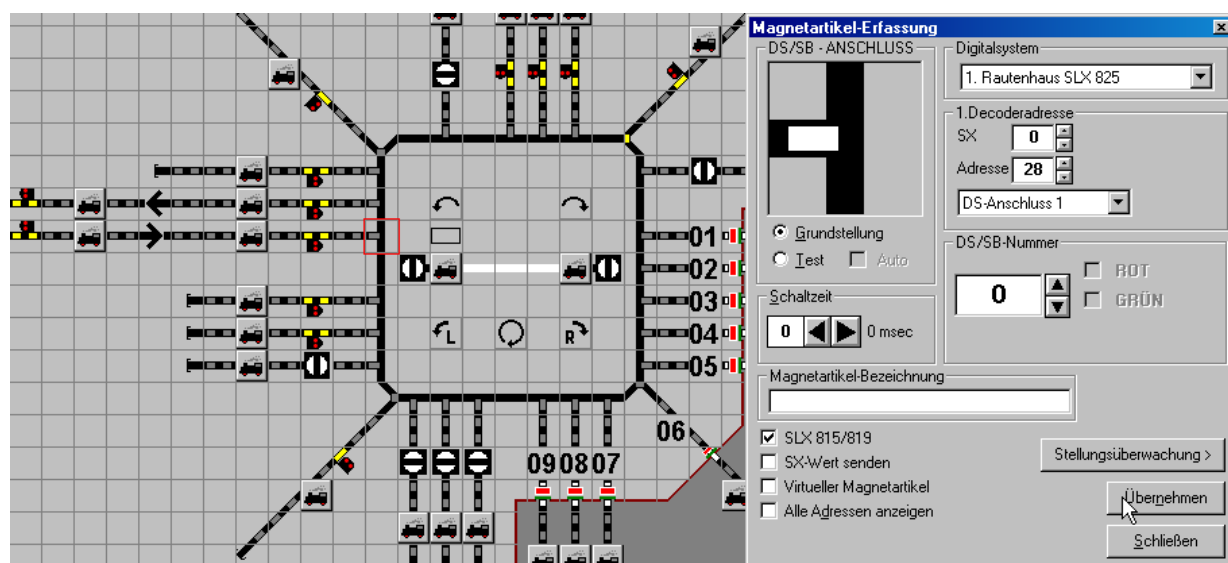 01
02
03
L
R
04
05
06
09 08 07
Magnetartikel-Erfassung
DS/SB - ANSCHLUSS
Grundstellung
Test
Auto
Schaltzeit
0
0 msec
Digitalsystem
1. Rautenhaus SLX 825
1.Decoderadresse
SX
0
Adresse
28
DS-Anschluss 1
DS/SB-Nummer
0
ROT
GRÜN
Magnetartikel-Bezeichnung
SLX 815/819
SX-Wert senden
Virtueller Magnetartikel
Alle Adressen anzeigen
Stellungsüberwachung >
Übernehmen
Schließen